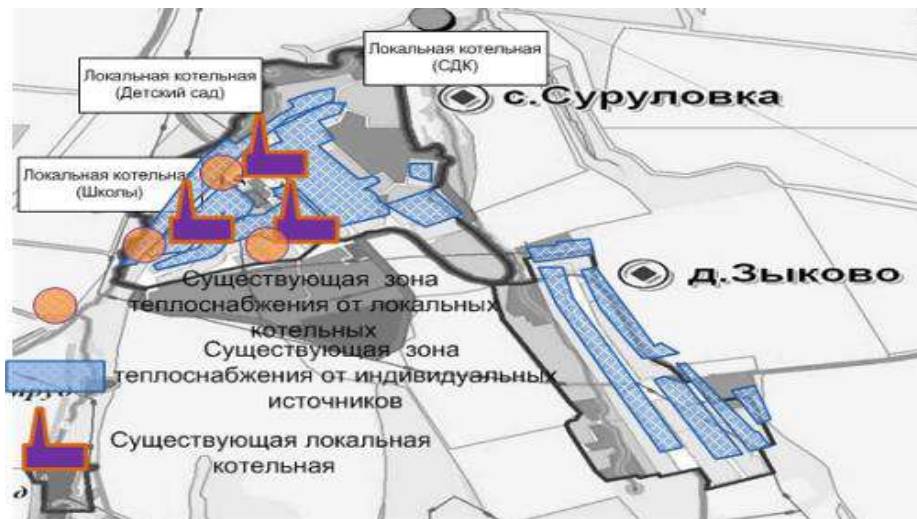 Локальная котельная
(СДК)
Локальная котельная
(Детский сад)
с.Суруловка
Локальная котельна
(Школы)
д.Зыково
Существующая зона
теплоснабжения от локальных
котельных
Существующая зона
теплоснабжения от индивидуальных
источников
Существующая локальная
котельная